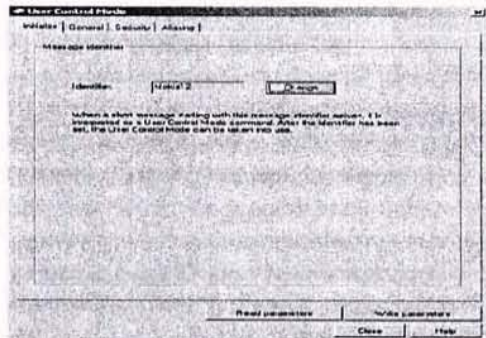 User Control Mode
Initialize | General | Security | Aliasing |
Message identifier
Identifier: Nokia12 Change
When a short message starting with this message identifier arrives, it is
interpreted as a User Control Mode command. After the identifier has been
set, the User Control Mode can be taken into use.
Read parameters Write parameters
Close Help